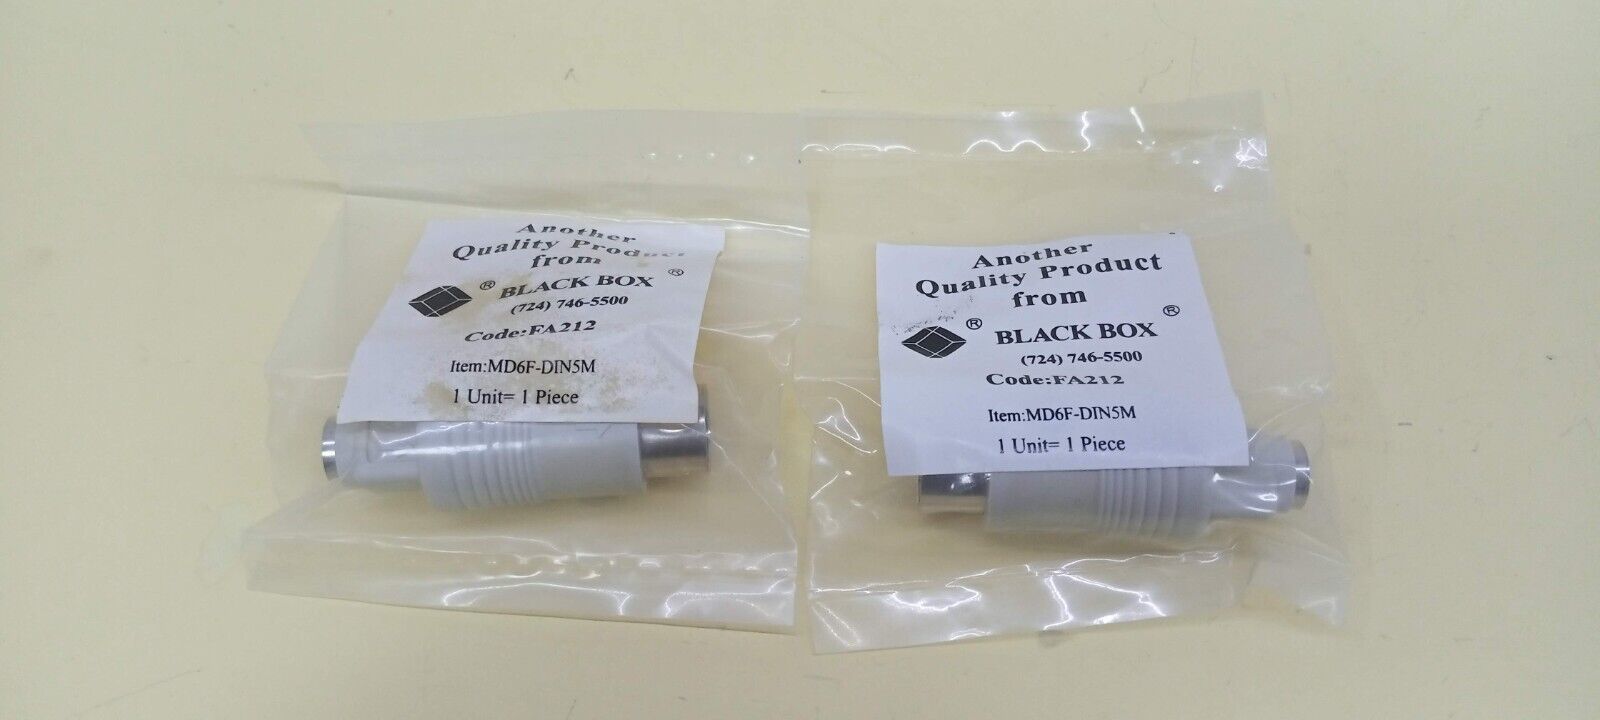 Another
Quality Product
from
® BLACK BOX ®
(724) 746-5500
Code:FA212
Item:MD6F-DIN5M
1 Unit= 1 Piece
Another
Quality Product
from
® BLACK BOX ®
(724) 746-5500
Code:FA212
Item:MD6F-DIN5M
1 Unit= 1 Piece